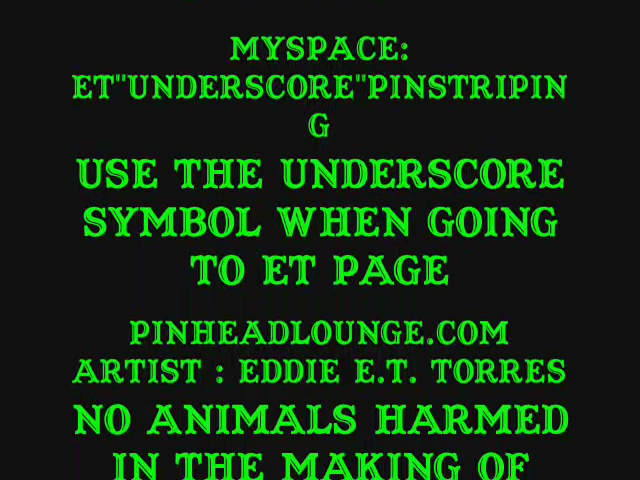 MYSPACE:
ET"UNDERSCORE"PINSTRIPIN
G
USE THE UNDERSCORE
SYMBOL WHEN GOING
TO ET PAGE
PINHEADLOUNGE.COM
ARTIST : EDDIE E.T. TORRES
NO ANIMALS HARMED
IN THE MAKING OF